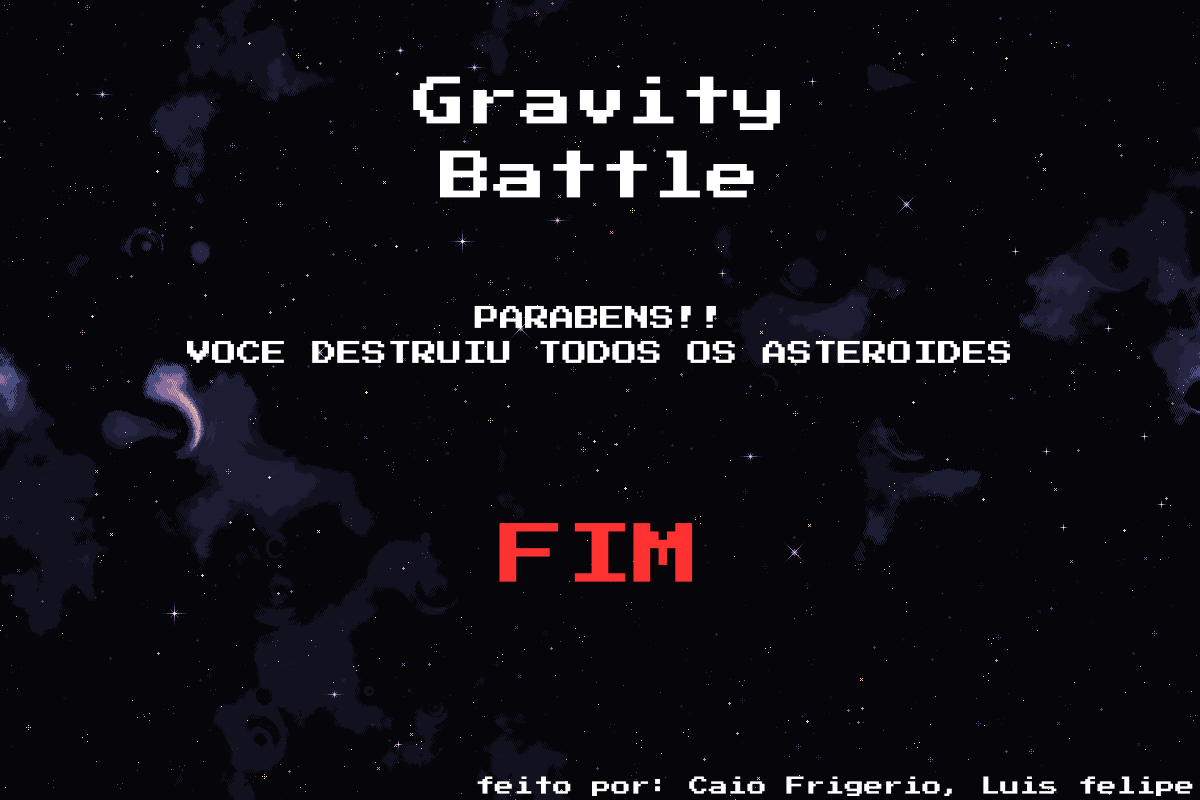 Gravity
Battle
PARABENS!!
VOCE DESTRUIU TODOS OS ASTEROIDES
FIM
feito por: Caio Frigerio, Luis felipe